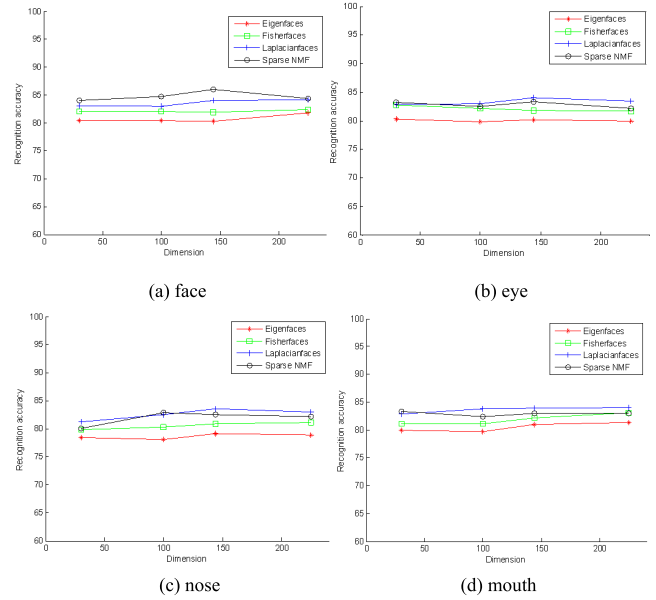 100
95
90
85
80
75
70
65
60
0
50
100
150
200
Recognition accuracy
Dimension
Eigenfaces
Fisherfaces
Laplacianfaces
Sparse NMF
(a) face
100
95
90
85
80
75
70
65
60
0
50
100
150
200
Recognition accuracy
Dimension
Eigenfaces
Fisherfaces
Laplacianfaces
Sparse NMF
(b) eye
100
95
90
85
80
75
70
65
60
0
50
100
150
200
Recognition accuracy
Dimension
Eigenfaces
Fisherfaces
Laplacianfaces
Sparse NMF
(c) nose
100
95
90
85
80
75
70
65
60
0
50
100
150
200
Recognition accuracy
Dimension
Eigenfaces
Fisherfaces
Laplacianfaces
Sparse NMF
(d) mouth